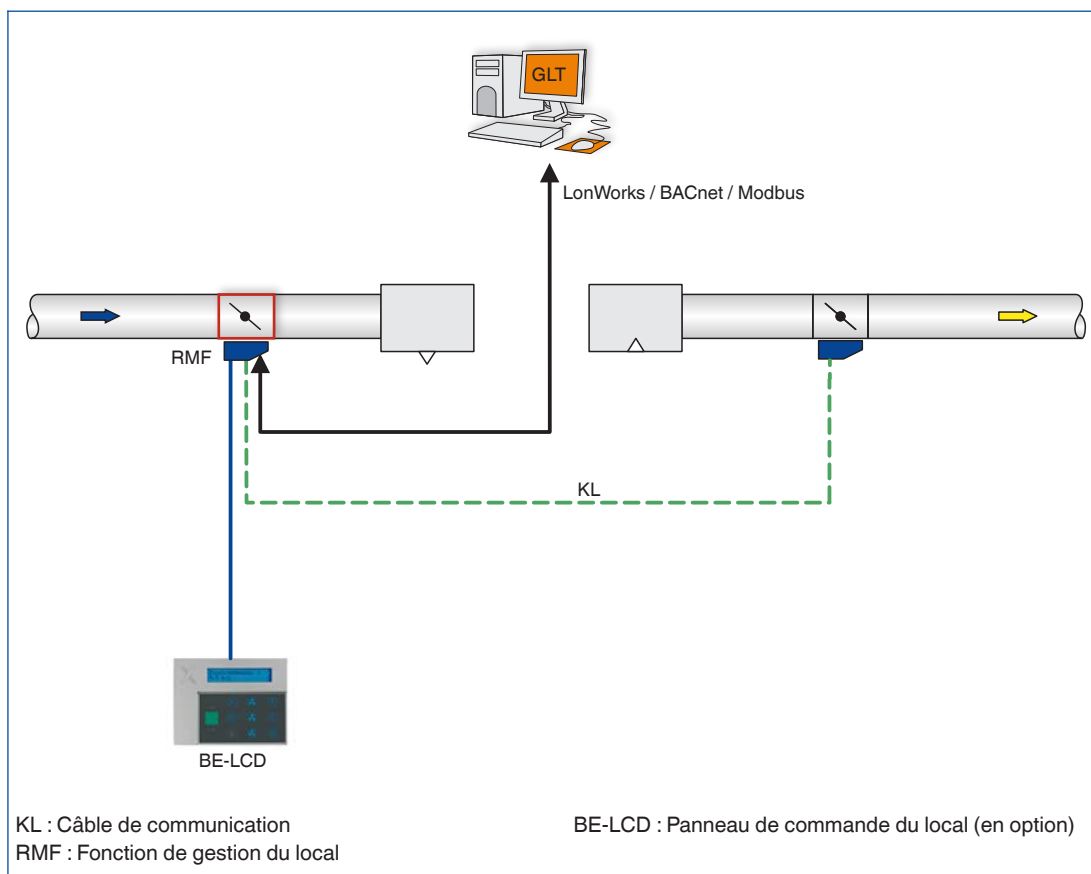 GLT
LonWorks / BACnet / Modbus
RMF
KL
BE-LCD
KL : Câble de communication
RMF : Fonction de gestion du local
BE-LCD : Panneau de commande du local (en option)